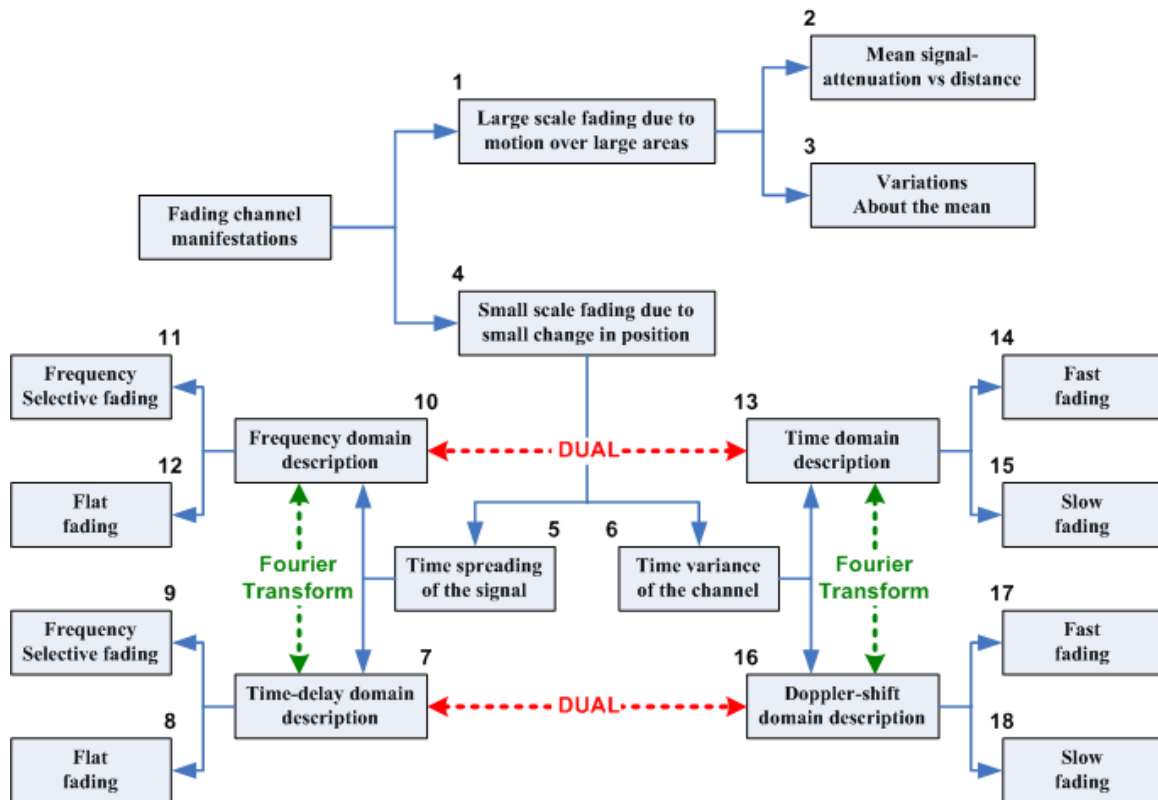 2
Mean signal-
attenuation vs distance
1
Large scale fading due to
motion over large areas
3
Variations
About the mean
Fading channel
manifestations
4
Small scale fading due to
small change in position
11
Frequency
Selective fading
14
Fast
fading
10
Frequency domain
description
DUAL
13
Time domain
description
12
Flat
fading
15
Slow
fading
5
Time spreading
of the signal
6
Time variance
of the channel
Fourier
Transform
Fourier
Transform
9
Frequency
Selective fading
17
Fast
fading
7
Time-delay domain
description
DUAL
16
Doppler-shift
domain description
8
Flat
fading
18
Slow
fading